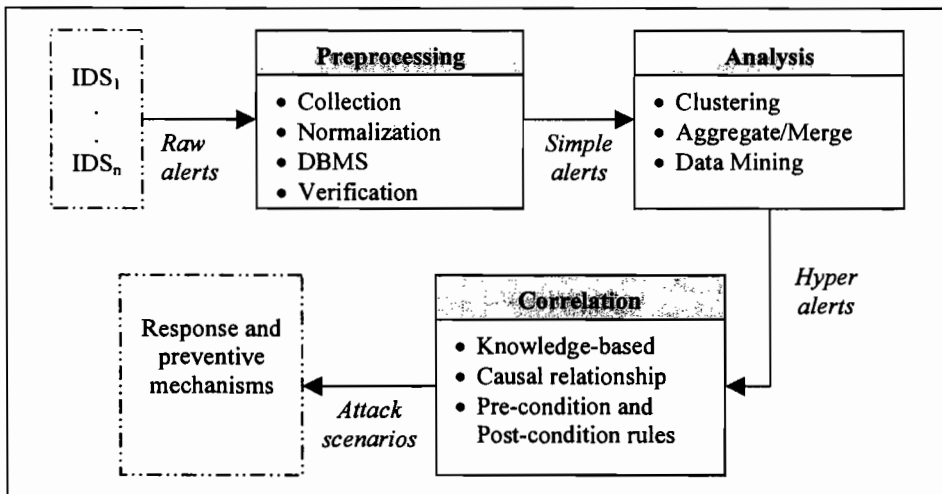 IDS1
.
.
IDSn
Raw
alerts
Preprocessing
• Collection
• Normalization
• DBMS
• Verification
Simple
alerts
Analysis
• Clustering
• Aggregate/Merge
• Data Mining
Hyper
alerts
Correlation
• Knowledge-based
• Causal relationship
• Pre-condition and
Post-condition rules
Attack
scenarios
Response and
preventive
mechanisms